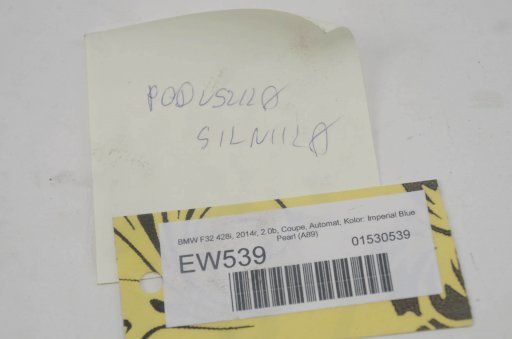 PODUSZKA
SILNIKA
BMW F32 428i, 2014r, 2.0b, Coupe, Automat, Kolor: Imperial Blue
Pearl (A89)
EW539 01530539